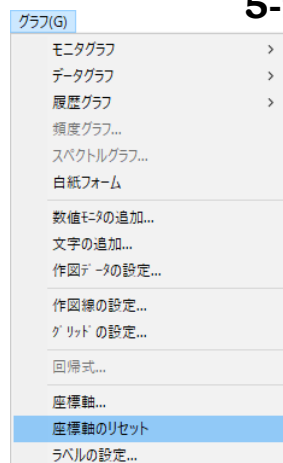 5-
グラフ(G)
モニタグラフ
データグラフ
履歴グラフ
頻度グラフ...
スペクトルグラフ...
白紙フォーム
数値ﾓﾆﾀの追加...
文字の追加...
作図ﾃﾞｰﾀの設定...
作図線の設定...
ｸﾞﾘｯﾄﾞの設定...
回帰式...
座標軸...
座標軸のリセット
ラベルの設定...